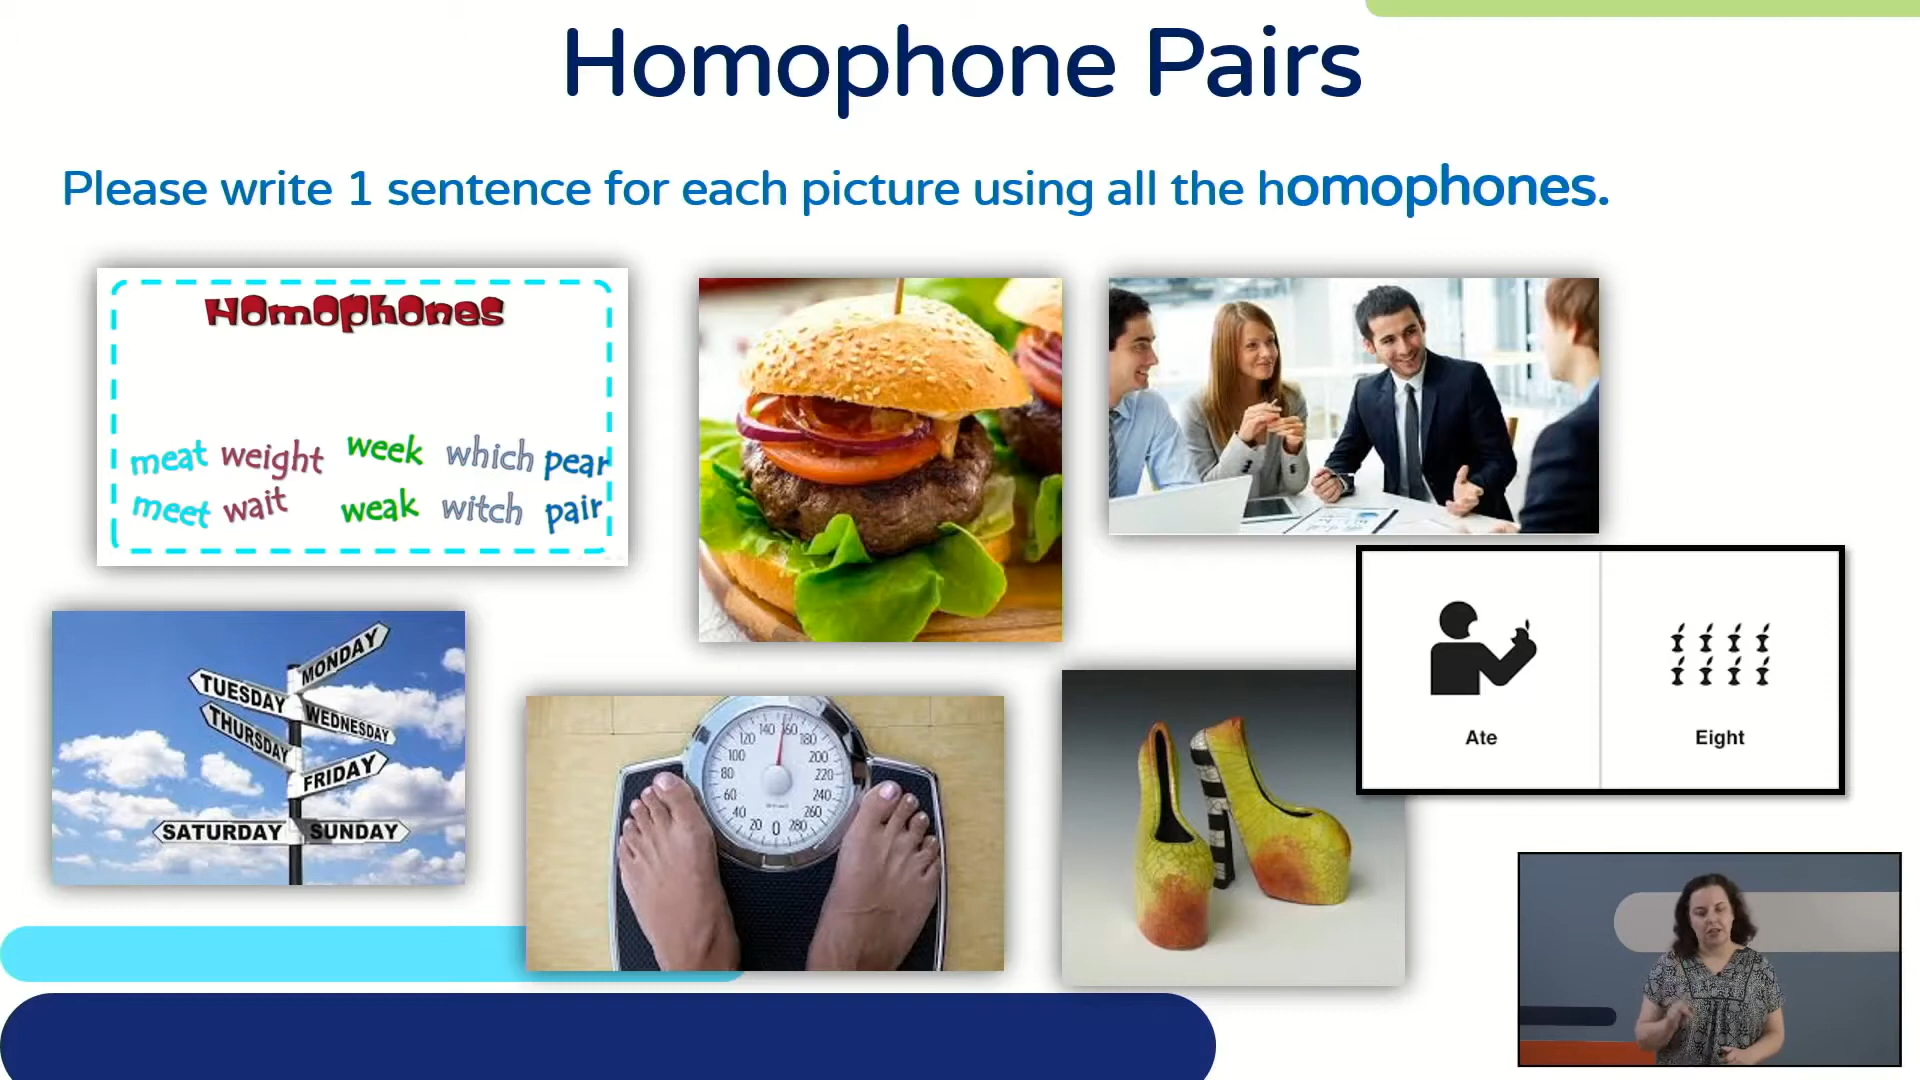 Homophone Pairs
Please write 1 sentence for each picture using all the homophones.
Homophones
meat weight week which pear
meet wait weak witch pair
MONDAY
TUESDAY
WEDNESDAY
THURSDAY
FRIDAY
SATURDAY SUNDAY
0 20 40 60 80 100 120 140 160 180 200 220 240 260 280
Ate
Eight